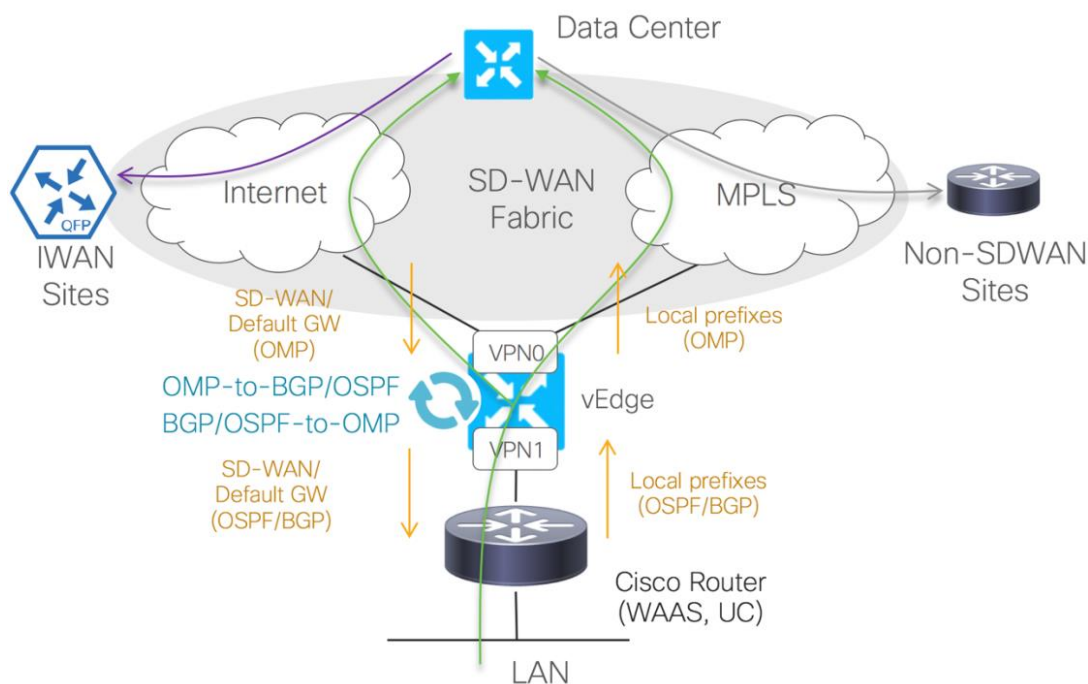 Data Center
Internet
SD-WAN
Fabric
MPLS
QFP
IWAN
Sites
Non-SDWAN
Sites
SD-WAN/
Default GW
(OMP)
Local prefixes
(OMP)
VPN0
OMP-to-BGP/OSPF
BGP/OSPF-to-OMP
vEdge
VPN1
SD-WAN/
Default GW
(OSPF/BGP)
Local prefixes
(OSPF/BGP)
Cisco Router
(WAAS, UC)
LAN